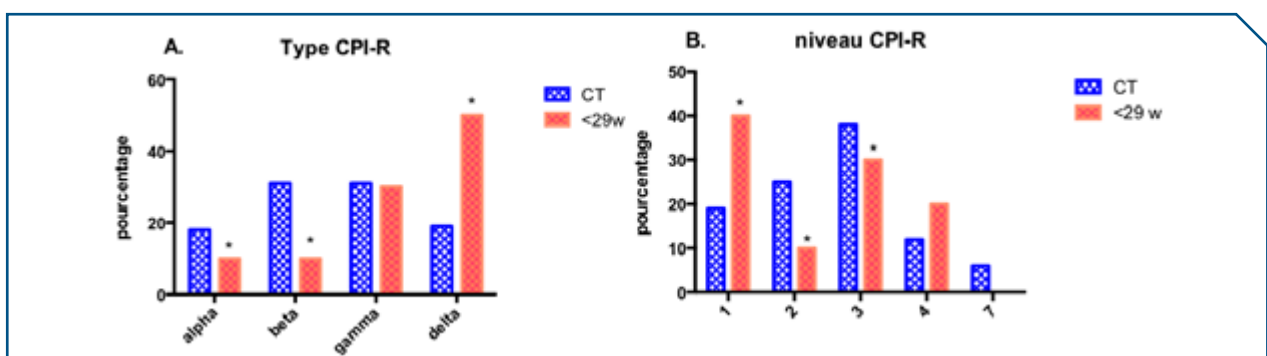 A.
Type CPI-R
CT
<29w
pourcentage
60
40
20
0
alpha
beta
gamma
delta
*
*
*
B.
niveau CPI-R
CT
<29 w
pourcentage
50
40
30
20
10
0
1
2
3
4
7
*
*
*